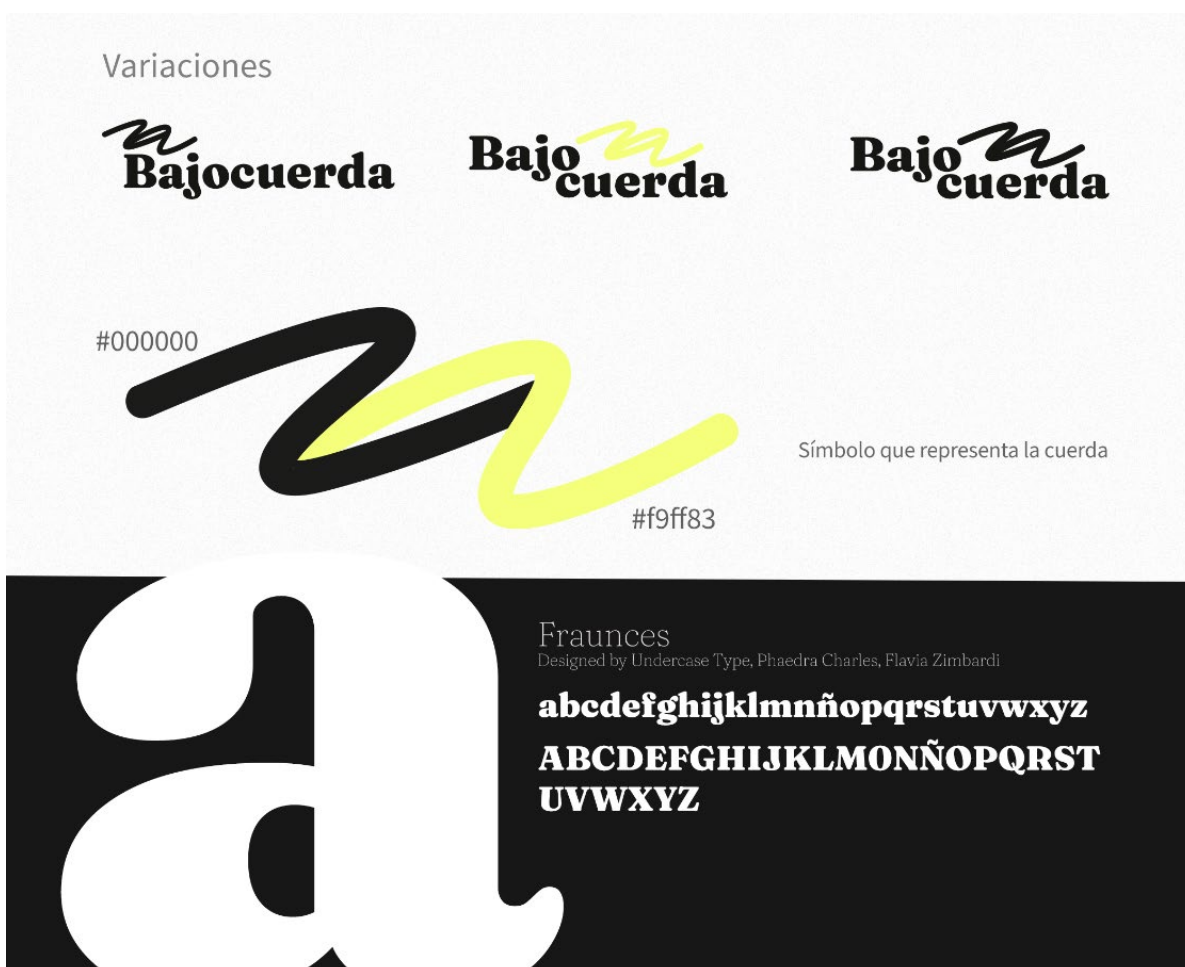 Variaciones
Bajocuerda
Bajo
cuerda
Bajo
cuerda
#000000
Símbolo que representa la cuerda
#f9ff83
a
Fraunces
Designed by Undercase Type, Phaedra Charles, Flavia Zimbardi
abcdefghijklmnñopqrstuvwxyz
ABCDEFGHIJKLMONÑOPQRST
UVWXYZ